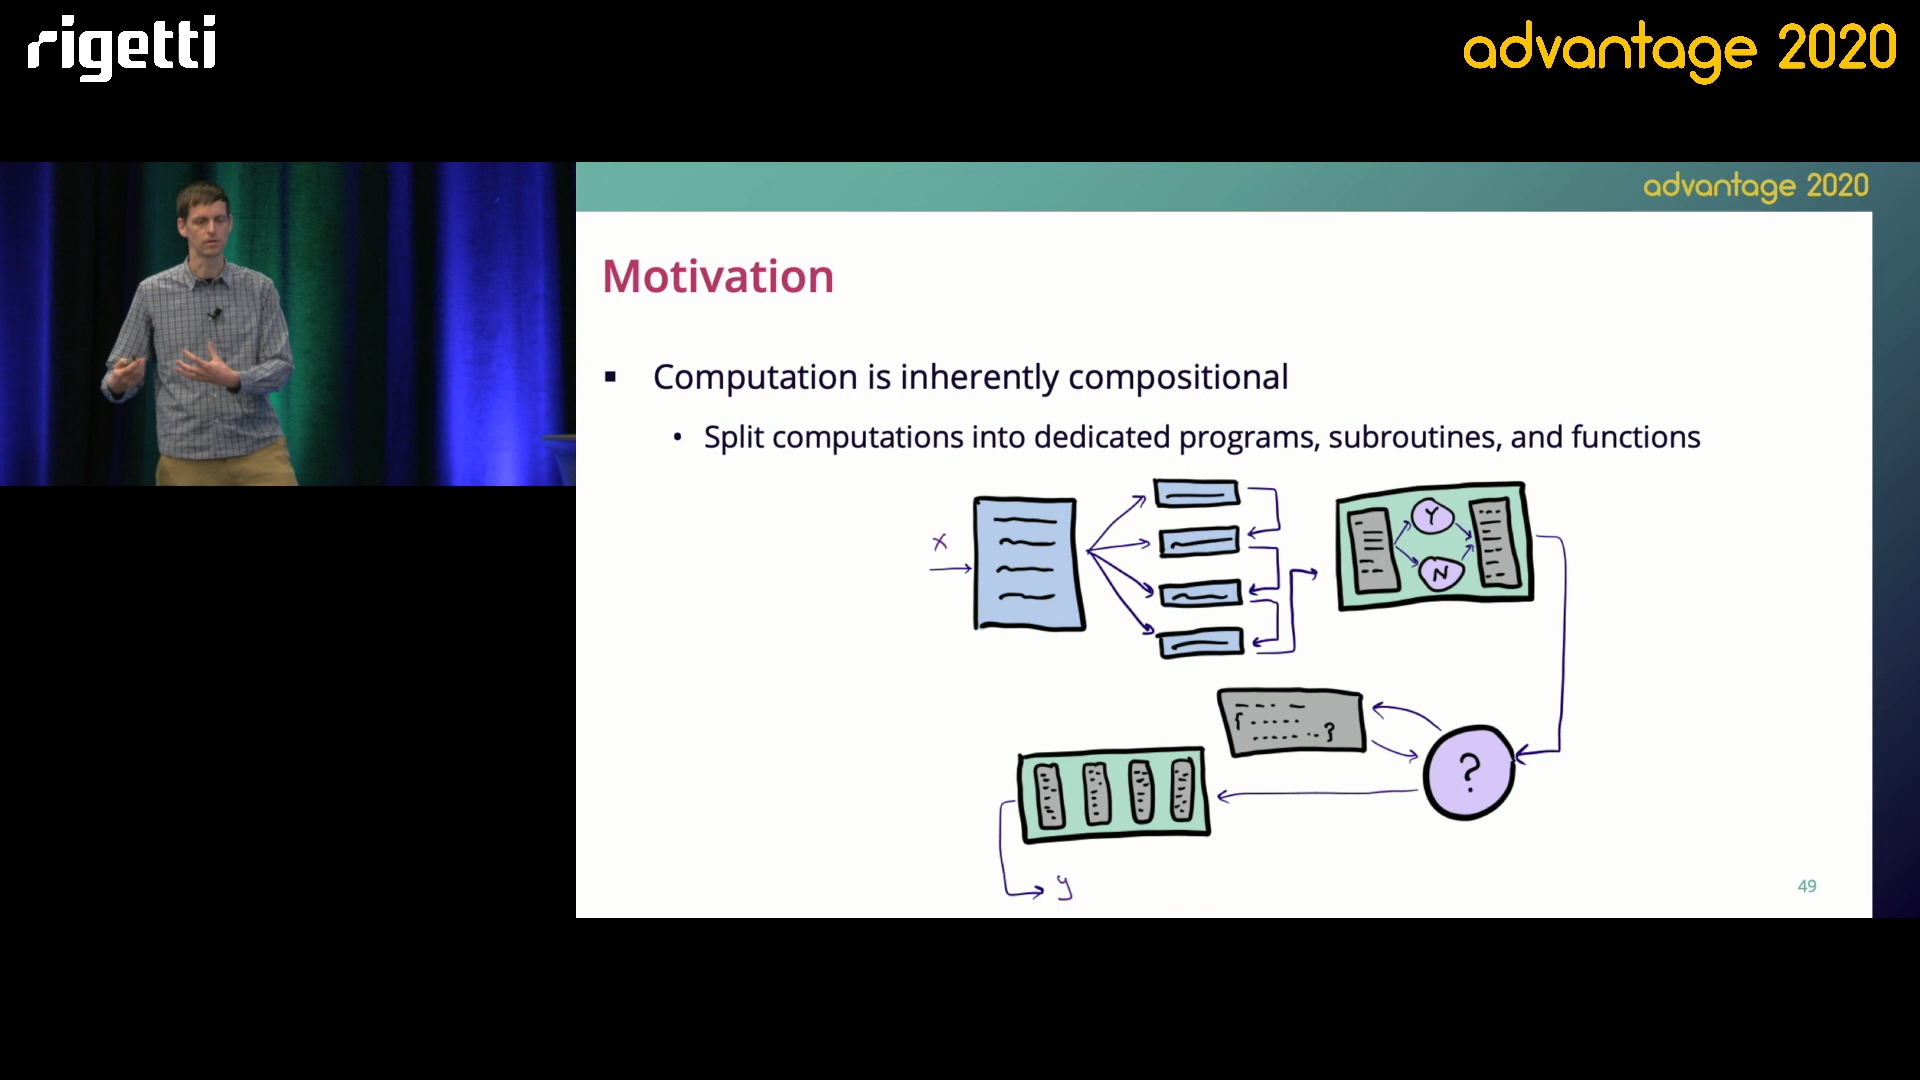 rigetti
advantage 2020
advantage 2020
Motivation
▪ Computation is inherently compositional
• Split computations into dedicated programs, subroutines, and functions
x
Y
N
?
y
49